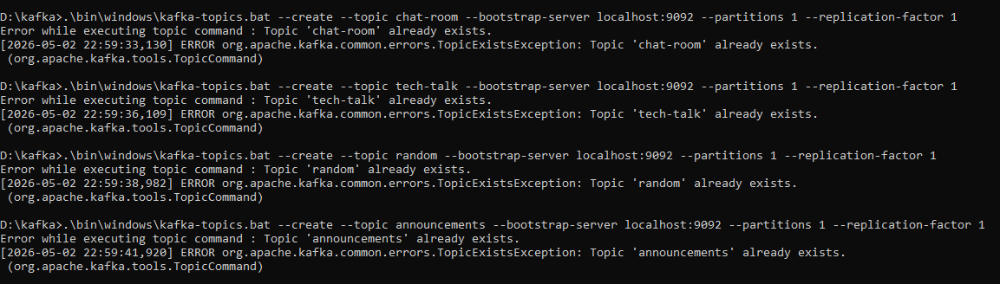 D:\kafka>.\bin\windows\kafka-topics.bat --create --topic chat-room --bootstrap-server localhost:9092 --partitions 1 --replication-factor 1
Error while executing topic command : Topic 'chat-room' already exists.
[2026-05-02 22:59:33,130] ERROR org.apache.kafka.common.errors.TopicExistsException: Topic 'chat-room' already exists.
 (org.apache.kafka.tools.TopicCommand)
D:\kafka>.\bin\windows\kafka-topics.bat --create --topic tech-talk --bootstrap-server localhost:9092 --partitions 1 --replication-factor 1
Error while executing topic command : Topic 'tech-talk' already exists.
[2026-05-02 22:59:36,109] ERROR org.apache.kafka.common.errors.TopicExistsException: Topic 'tech-talk' already exists.
 (org.apache.kafka.tools.TopicCommand)
D:\kafka>.\bin\windows\kafka-topics.bat --create --topic random --bootstrap-server localhost:9092 --partitions 1 --replication-factor 1
Error while executing topic command : Topic 'random' already exists.
[2026-05-02 22:59:38,982] ERROR org.apache.kafka.common.errors.TopicExistsException: Topic 'random' already exists.
 (org.apache.kafka.tools.TopicCommand)
D:\kafka>.\bin\windows\kafka-topics.bat --create --topic announcements --bootstrap-server localhost:9092 --partitions 1 --replication-factor 1
Error while executing topic command : Topic 'announcements' already exists.
[2026-05-02 22:59:41,920] ERROR org.apache.kafka.common.errors.TopicExistsException: Topic 'announcements' already exists.
 (org.apache.kafka.tools.TopicCommand)